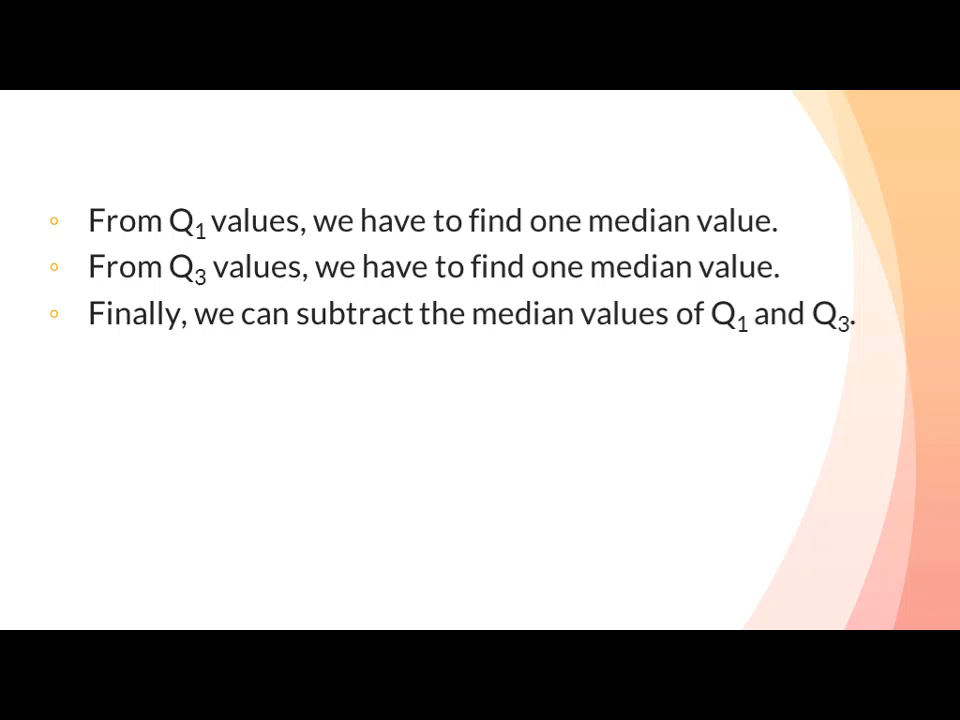 ◦ From Q₁ values, we have to find one median value.
◦ From Q₃ values, we have to find one median value.
◦ Finally, we can subtract the median values of Q₁ and Q₃.